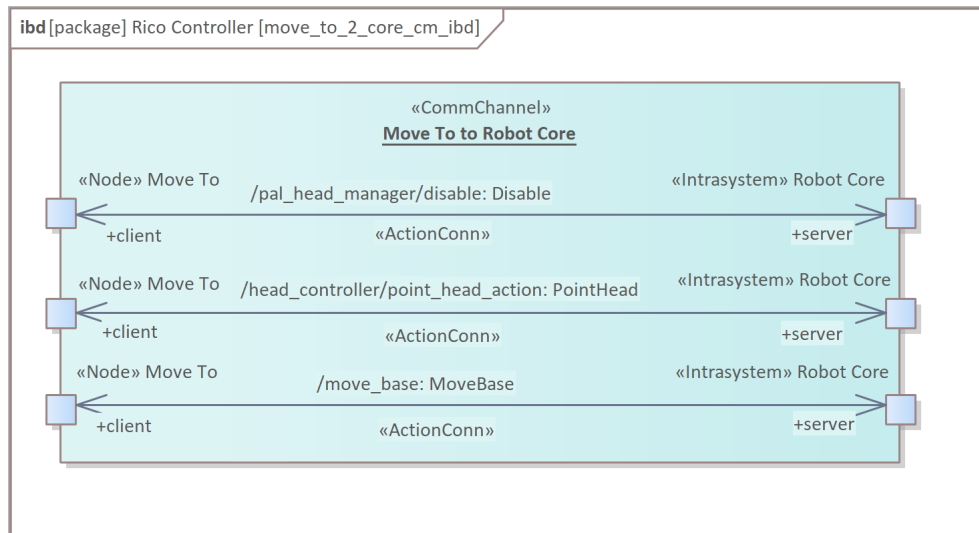 ibd [package] Rico Controller [move_to_2_core_cm_ibd]
«CommChannel»
Move To to Robot Core
«Node» Move To
/pal_head_manager/disable: Disable
«Intrasystem» Robot Core
+client
«ActionConn»
+server
«Node» Move To
/head_controller/point_head_action: PointHead
«Intrasystem» Robot Core
+client
«ActionConn»
+server
«Node» Move To
/move_base: MoveBase
«Intrasystem» Robot Core
+client
«ActionConn»
+server